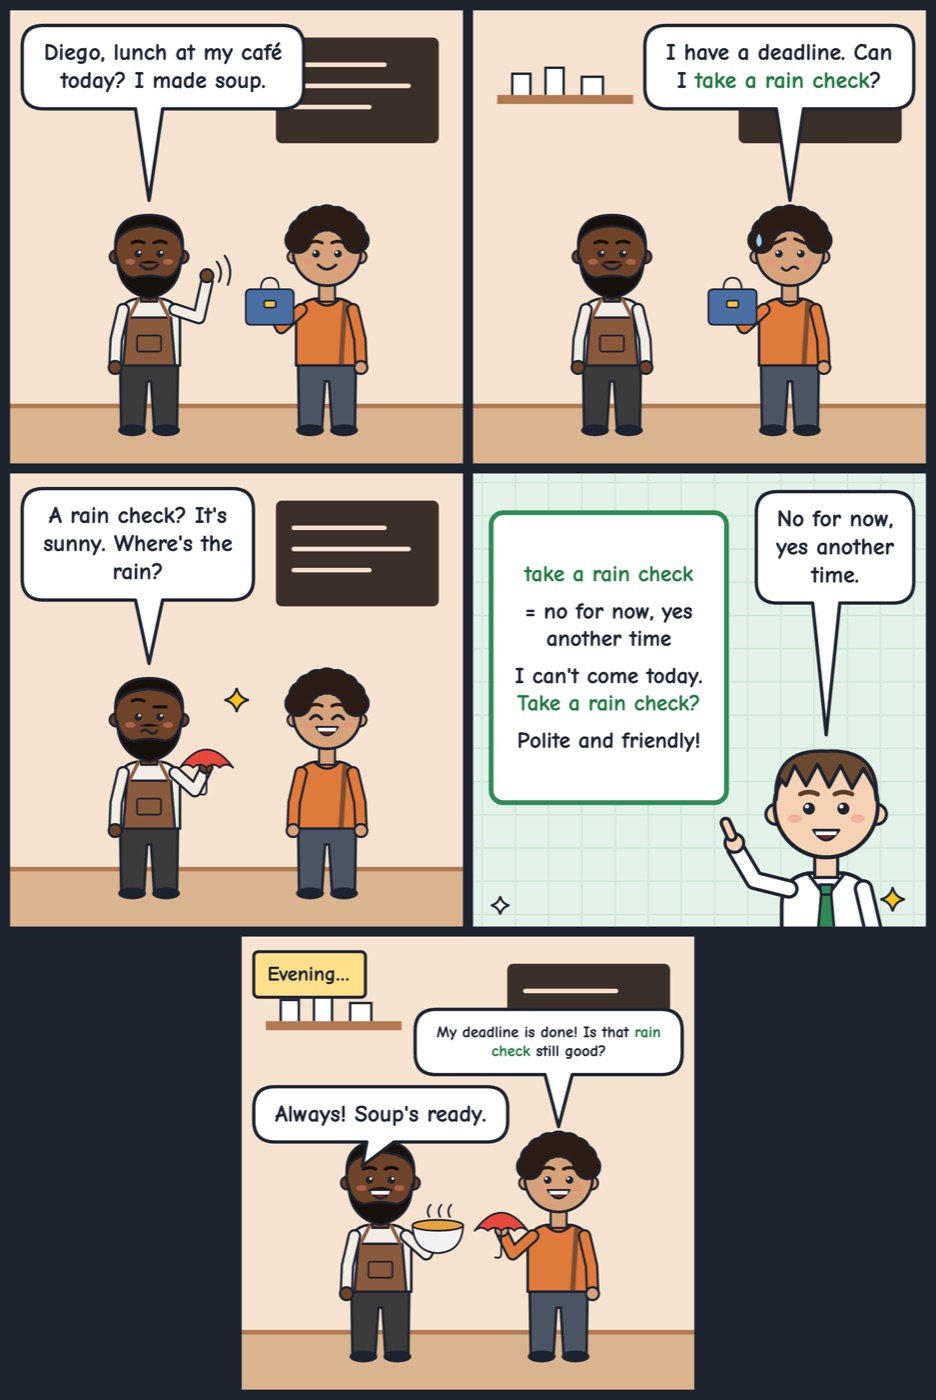 Diego, lunch at my café
today? I made soup.
I have a deadline. Can
I take a rain check?
A rain check? It's
sunny. Where's the
rain?
take a rain check
= no for now, yes
another time
I can't come today.
Take a rain check?
Polite and friendly!
No for now,
yes another
time.
Evening...
My deadline is done! Is that rain
check still good?
Always! Soup's ready.